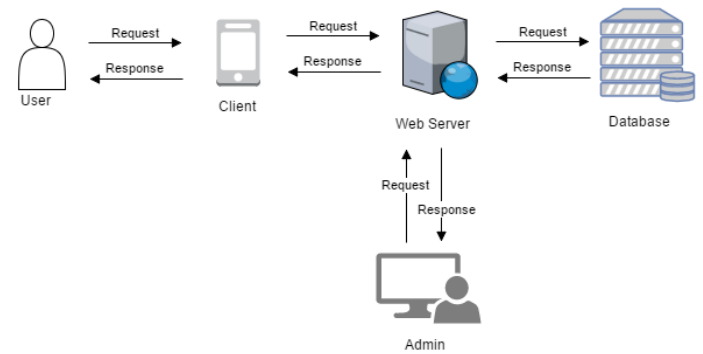 Request
Response
User
Request
Response
Client
Request
Response
Web Server
Database
Request
Response
Admin